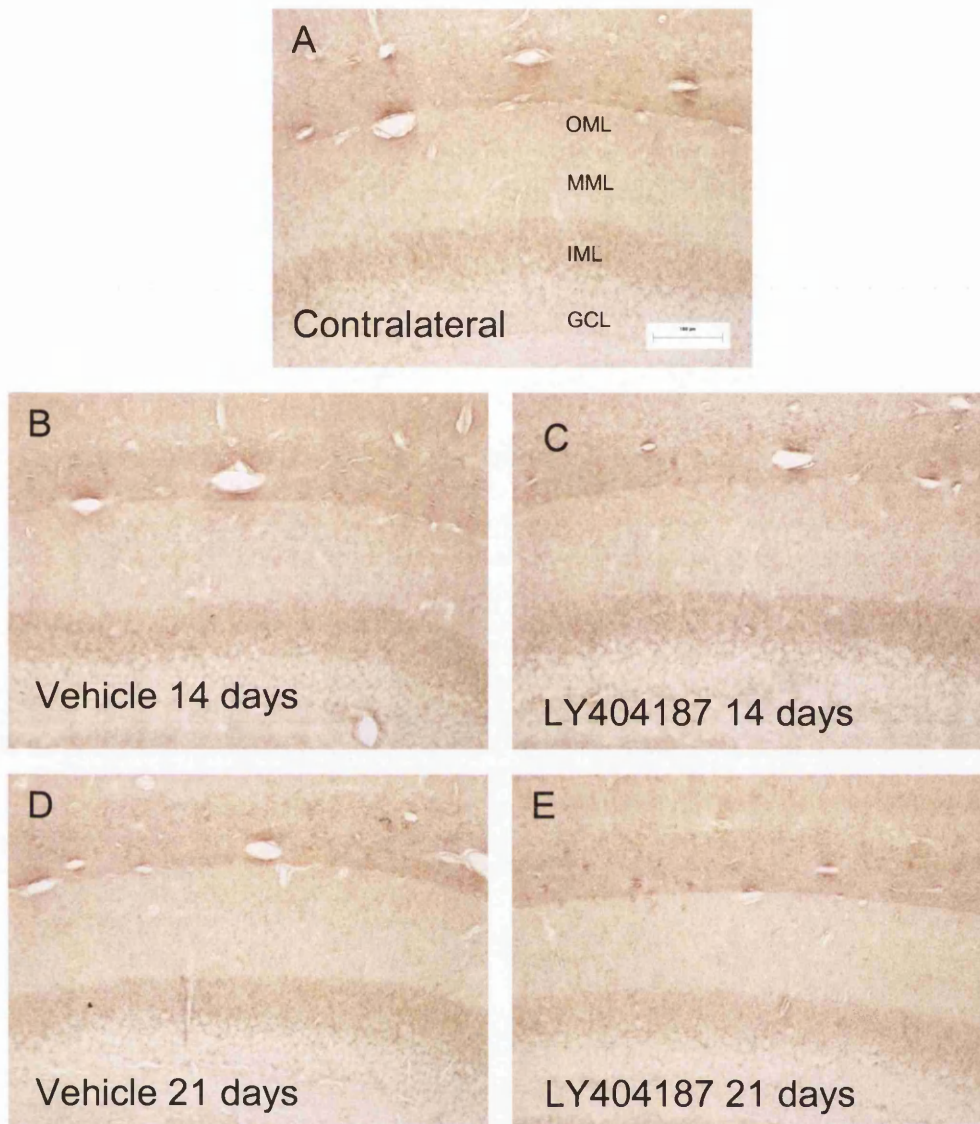 A
OML
MML
IML
GCL
Contralateral
B
Vehicle 14 days
C
LY404187 14 days
D
Vehicle 21 days
E
LY404187 21 days